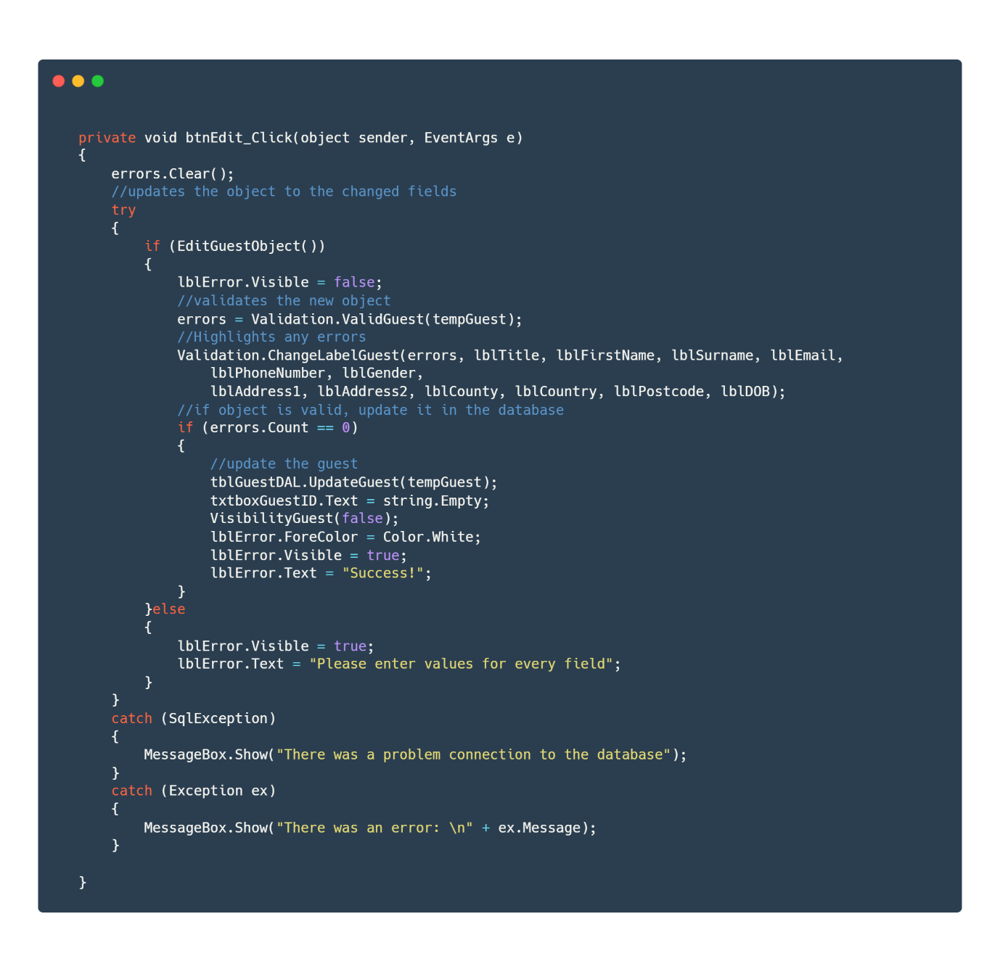 private void btnEdit_Click(object sender, EventArgs e)
{
    errors.Clear();
    //updates the object to the changed fields
    try
    {
        if (EditGuestObject())
        {
            lblError.Visible = false;
            //validates the new object
            errors = Validation.ValidGuest(tempGuest);
            //Highlights any errors
            Validation.ChangeLabelGuest(errors, lblTitle, lblFirstName, lblSurname, lblEmail,
                lblPhoneNumber, lblGender,
                lblAddress1, lblAddress2, lblCounty, lblCountry, lblPostcode, lblDOB);
            //if object is valid, update it in the database
            if (errors.Count == 0)
            {
                //update the guest
                tblGuestDAL.UpdateGuest(tempGuest);
                txtboxGuestID.Text = string.Empty;
                VisibilityGuest(false);
                lblError.ForeColor = Color.White;
                lblError.Visible = true;
                lblError.Text = "Success!";
            }
        }else
        {
            lblError.Visible = true;
            lblError.Text = "Please enter values for every field";
        }
    }
    catch (SqlException)
    {
        MessageBox.Show("There was a problem connection to the database");
    }
    catch (Exception ex)
    {
        MessageBox.Show("There was an error: \n" + ex.Message);
    }

}